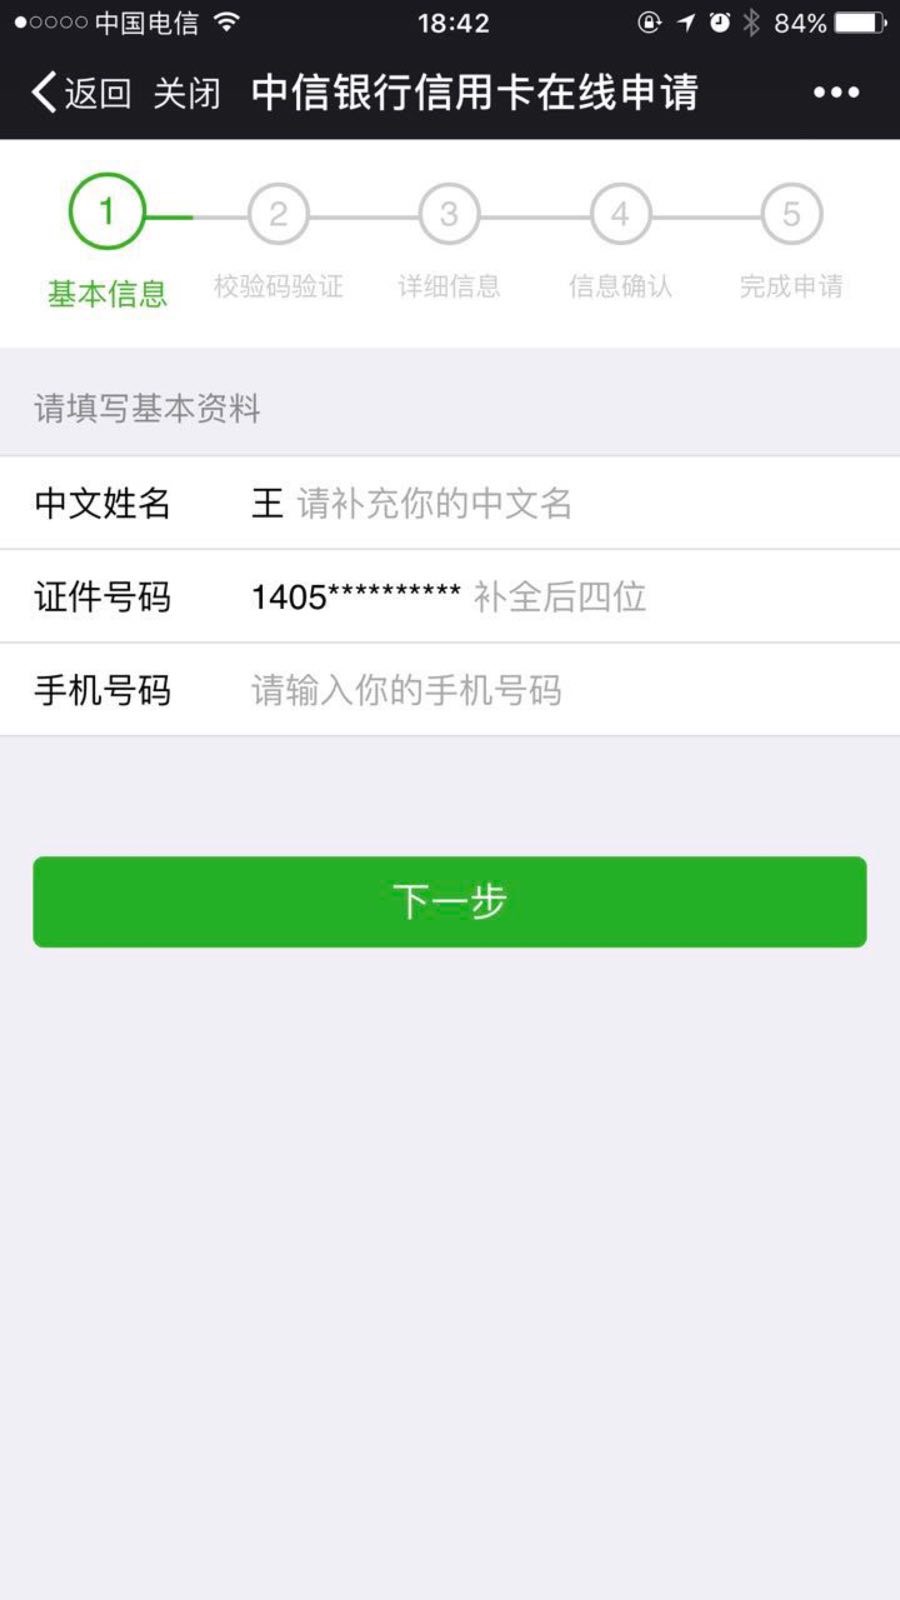 中国电信 18:42 84%
返回 关闭 中信银行信用卡在线申请
1 2 3 4 5
基本信息 校验码验证 详细信息 信息确认 完成申请
请填写基本资料
中文姓名 王 请补充你的中文名
证件号码 1405********** 补全后四位
手机号码 请输入你的手机号码
下一步